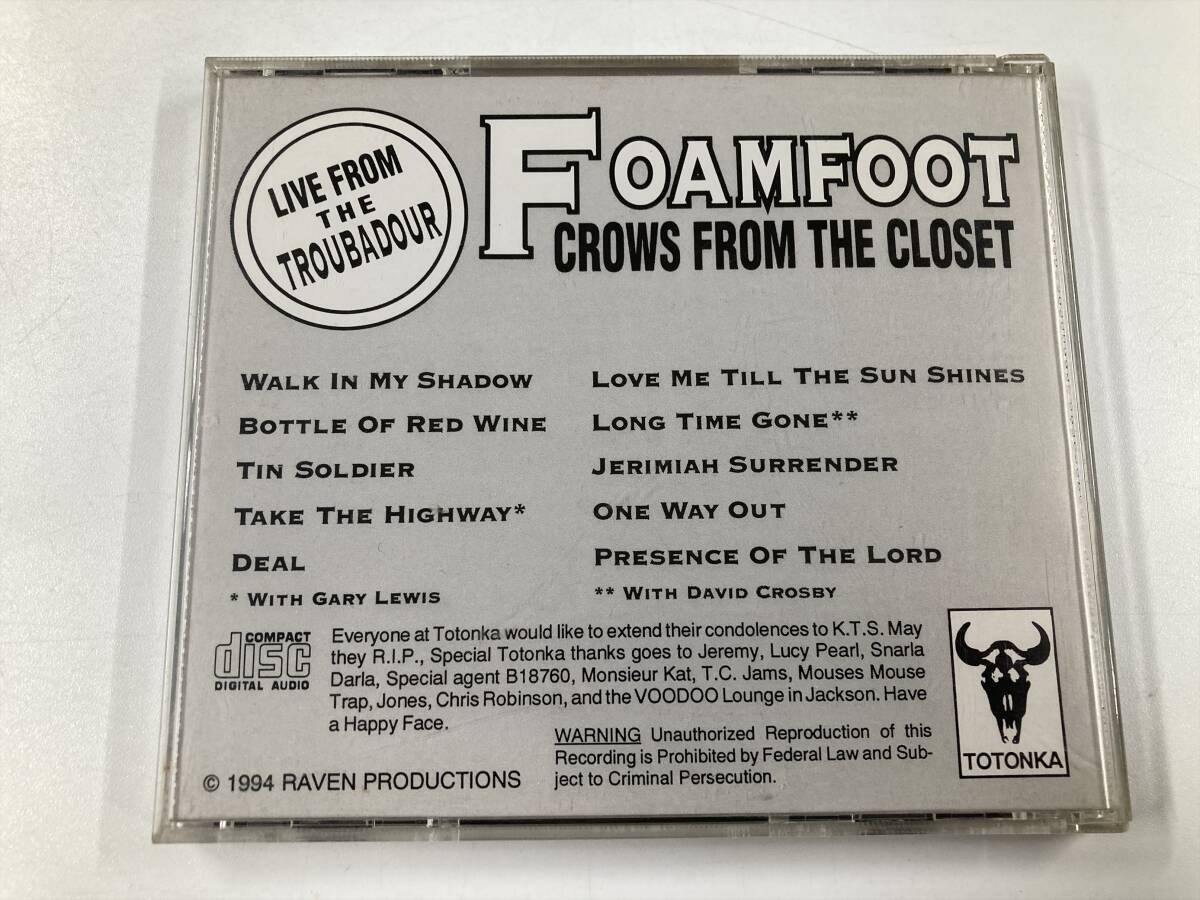 LIVE FROM
THE
TROUBADOUR
FOAMFOOT
CROWS FROM THE CLOSET
WALK IN MY SHADOW
BOTTLE OF RED WINE
TIN SOLDIER
TAKE THE HIGHWAY*
DEAL
* WITH GARY LEWIS
LOVE ME TILL THE SUN SHINES
LONG TIME GONE**
JERIMIAH SURRENDER
ONE WAY OUT
PRESENCE OF THE LORD
** WITH DAVID CROSBY
COMPACT
disc
DIGITAL AUDIO
Everyone at Totonka would like to extend their condolences to K.T.S. May
they R.I.P., Special Totonka thanks goes to Jeremy, Lucy Pearl, Snarla
Darla, Special agent B18760, Monsieur Kat, T.C. Jams, Mouses Mouse
Trap, Jones, Chris Robinson, and the VOODOO Lounge in Jackson. Have
a Happy Face.
WARNING Unauthorized Reproduction of this
Recording is Prohibited by Federal Law and Sub-
ject to Criminal Persecution.
© 1994 RAVEN PRODUCTIONS
TOTONKA